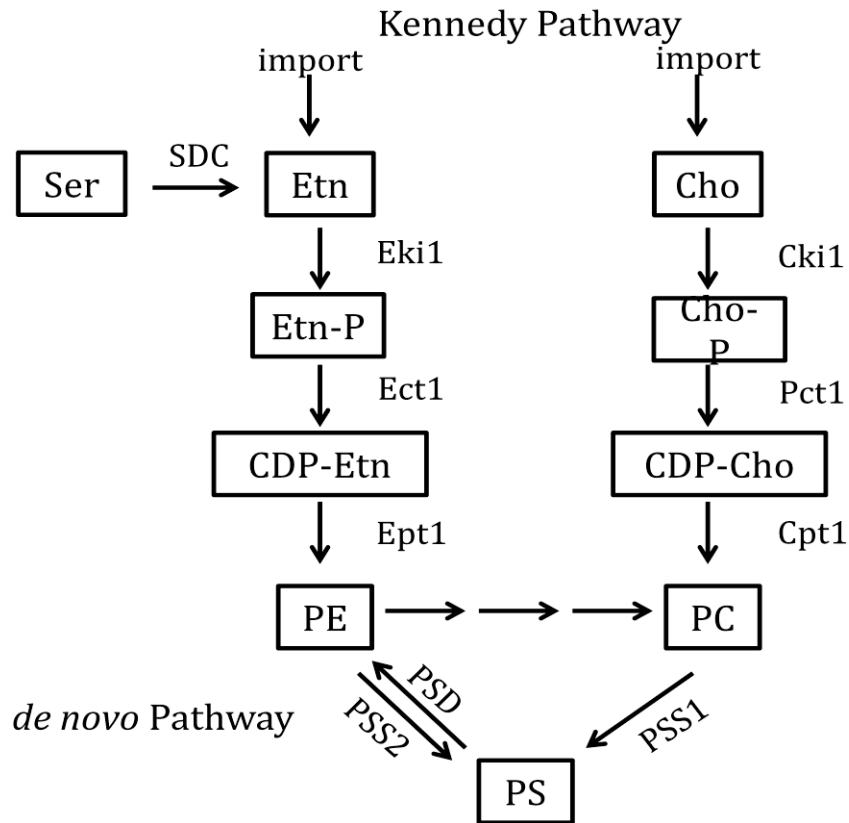 Kennedy Pathway
import
import
SDC
Ser
Etn
Cho
Eki1
Cki1
Etn-P
Cho-
P
Ect1
Pct1
CDP-Etn
CDP-Cho
Ept1
Cpt1
PE
PC
de novo Pathway
PSD
PSS2
PSS1
PS